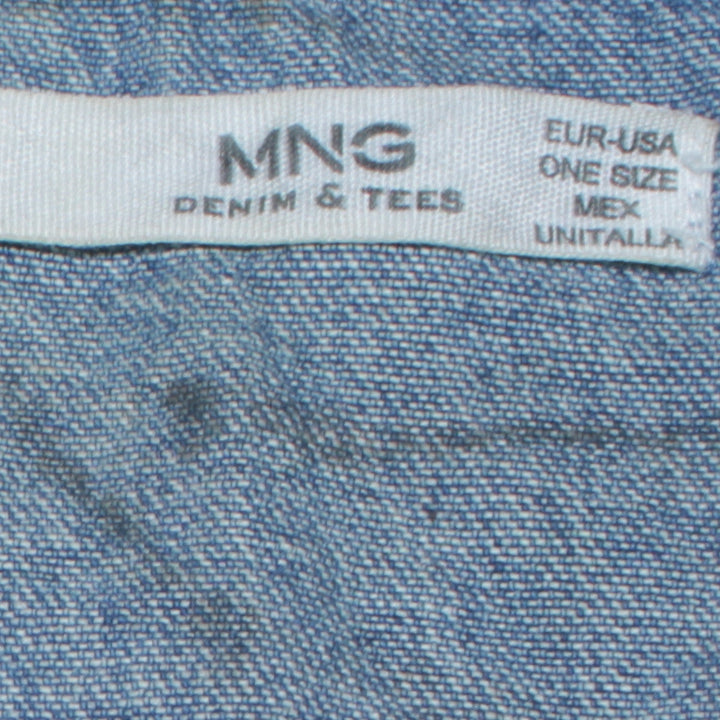 MNG
DENIM & TEES
EUR-USA
ONE SIZE
MEX
UNITALLA